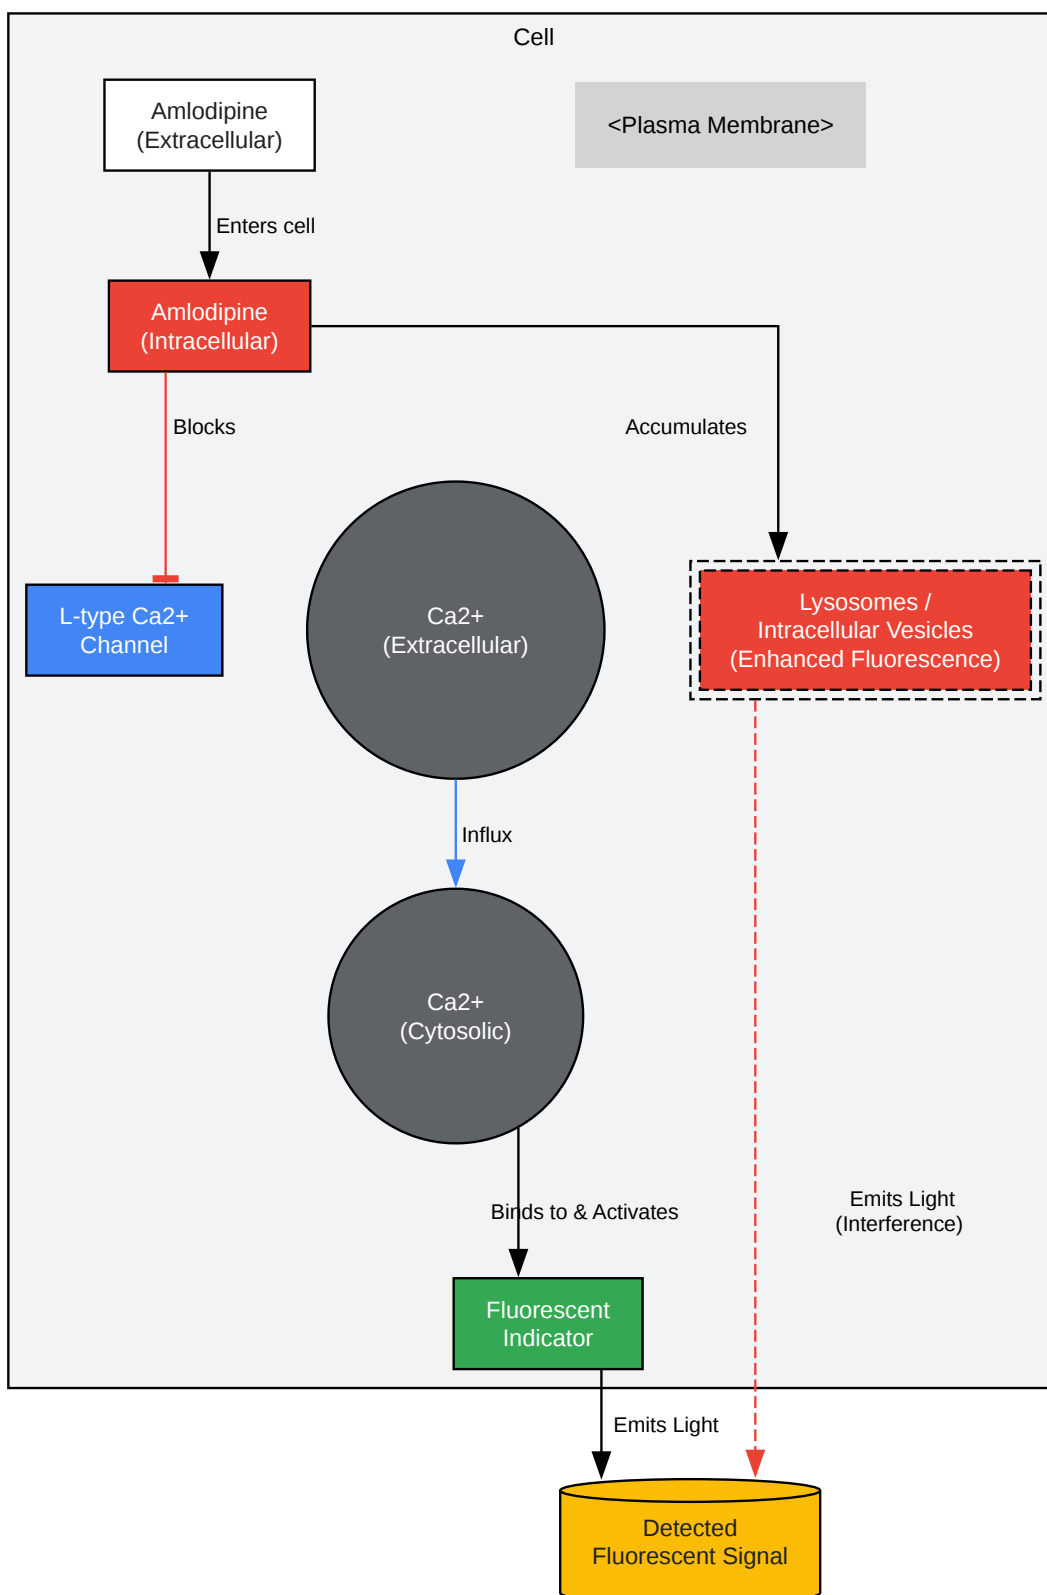 Cell
Amlodipine
(Extracellular)
<Plasma Membrane>
Enters cell
Amlodipine
(Intracellular)
Blocks
Accumulates
L-type Ca2+
Channel
Ca2+
(Extracellular)
Lysosomes /
Intracellular Vesicles
(Enhanced Fluorescence)
Influx
Ca2+
(Cytosolic)
Binds to & Activates
Emits Light
(Interference)
Fluorescent
Indicator
Emits Light
Detected
Fluorescent Signal